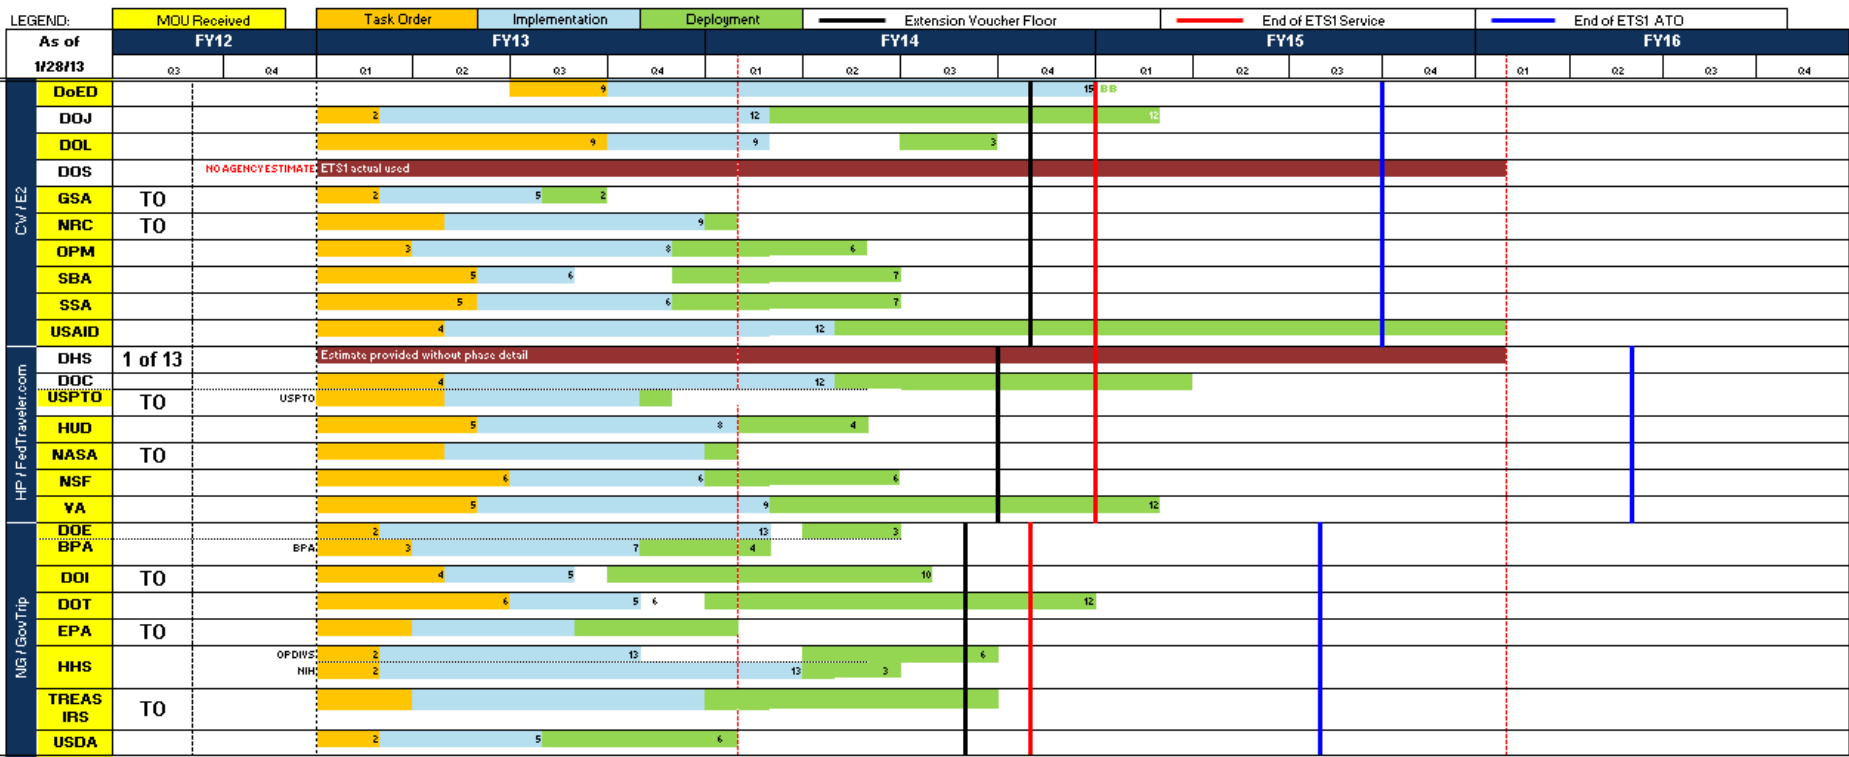 LEGEND: MOU Received Task Order Implementation Deployment Extension Voucher Floor End of ETS1 Service End of ETS1 ATO
As of FY12 FY13 FY14 FY15 FY16
1/28/13 Q3 Q4 Q1 Q2 Q3 Q4 Q1 Q2 Q3 Q4 Q1 Q2 Q3 Q4 Q1 Q2 Q3 Q4
CW / E2
DoED 9 15 BB
DOJ 2 12 12
DOL 9 9 3
DOS NO AGENCY ESTIMATE ETS1 actual used
GSA TO 2 5 2
NRC TO 9
OPM 3 8 6
SBA 5 6 7
SSA 5 6 7
USAID 4 12
HP / FedTraveler.com
DHS 1 of 13 Estimate provided without phase detail
DOC 4 12
USPTO TO USPTO
HUD 5 8 4
NASA TO
NSF 6 6 6
VA 5 9 12
NG / GovTrip
DOE 2 13 3
BPA BPA 3 7 4
DOI TO 4 5 10
DOT 6 5 6 12
EPA TO
HHS OPDIVS 2 13 6
NIH 2 13 3
TREAS
IRS TO
USDA 2 5 6